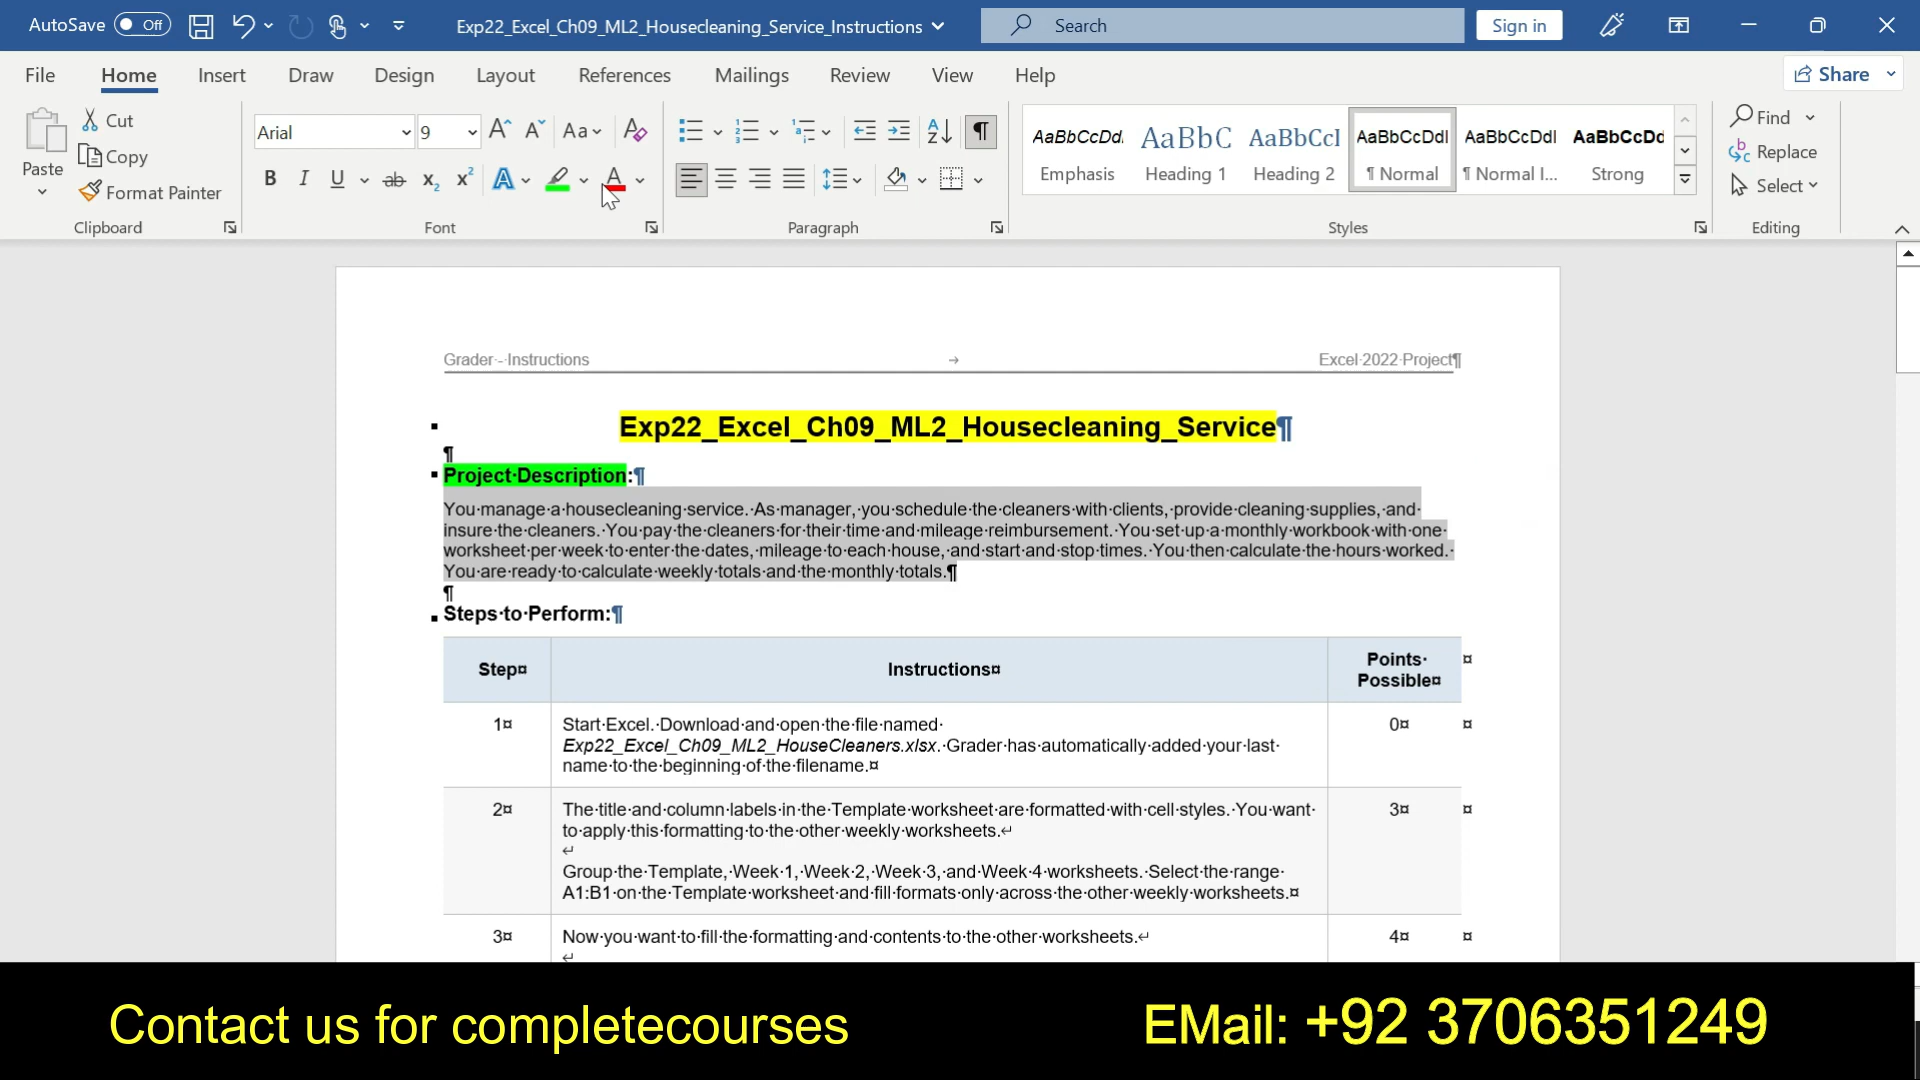 AutoSave Off
Exp22_Excel_Ch09_ML2_Housecleaning_Service_Instructions
Search
Sign in
File Home Insert Draw Design Layout References Mailings Review View Help
Share
Paste
Cut
Copy
Format Painter
Clipboard
Arial 9
Font
Paragraph
AaBbCcDd. AaBbC AaBbCcI AaBbCcDdI AaBbCcDdI AaBbCcDd
Emphasis Heading 1 Heading 2 ¶ Normal ¶ Normal I... Strong
Styles
Find
Replace
Select
Editing
Grader·-·Instructions → Excel·2022·Project¶
Exp22_Excel_Ch09_ML2_Housecleaning_Service¶
¶
Project·Description:¶
You·manage·a·housecleaning·service.·As·manager,·you·schedule·the·cleaners·with·clients,·provide·cleaning·supplies,·and·
insure·the·cleaners.·You·pay·the·cleaners·for·their·time·and·mileage·reimbursement.·You·set·up·a·monthly·workbook·with·one·
worksheet·per·week·to·enter·the·dates,·mileage·to·each·house,·and·start·and·stop·times.·You·then·calculate·the·hours·worked.·
You·are·ready·to·calculate·weekly·totals·and·the·monthly·totals.¶
¶
Steps·to·Perform:¶
Step¤ Instructions¤ Points·
Possible¤ ¤
1¤ Start·Excel.·Download·and·open·the·file·named·
Exp22_Excel_Ch09_ML2_HouseCleaners.xlsx.·Grader·has·automatically·added·your·last·
name·to·the·beginning·of·the·filename.¤
0¤ ¤
2¤ The·title·and·column·labels·in·the·Template·worksheet·are·formatted·with·cell·styles.·You·want·
to·apply·this·formatting·to·the·other·weekly·worksheets.↵
↵
Group·the·Template,·Week·1,·Week·2,·Week·3,·and·Week·4·worksheets.·Select·the·range·
A1:B1·on·the·Template·worksheet·and·fill·formats·only·across·the·other·weekly·worksheets.¤
3¤ ¤
3¤ Now·you·want·to·fill·the·formatting·and·contents·to·the·other·worksheets.↵
↵
4¤ ¤
Contact us for completecourses
EMail: +92 3706351249